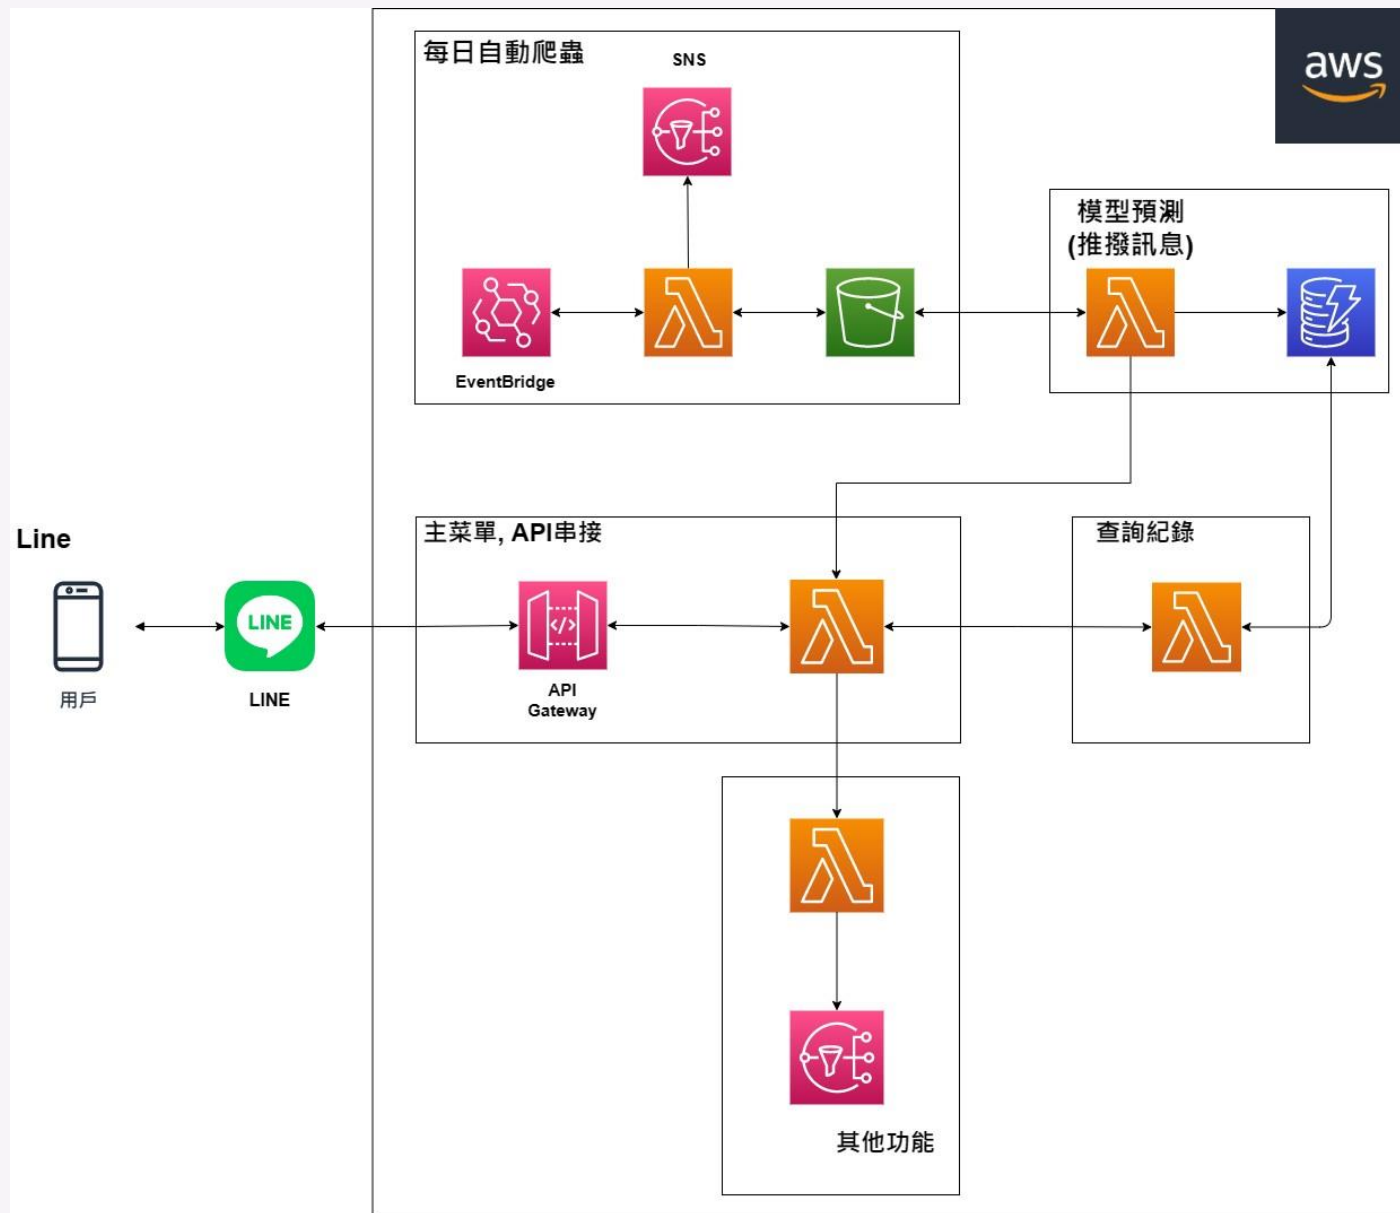 每日自動爬蟲
SNS
aws
EventBridge
模型預測
(推撥訊息)
Line
用戶
LINE
LINE
主菜單, API串接
</>
API
Gateway
查詢紀錄
其他功能